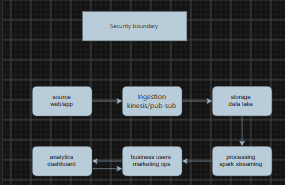 Security boundary
source
web/app
Ingestion
kinesis/pub-sub
storage
data lake
analytics
dashboard
business users
marketing ops
processing
spark streaming